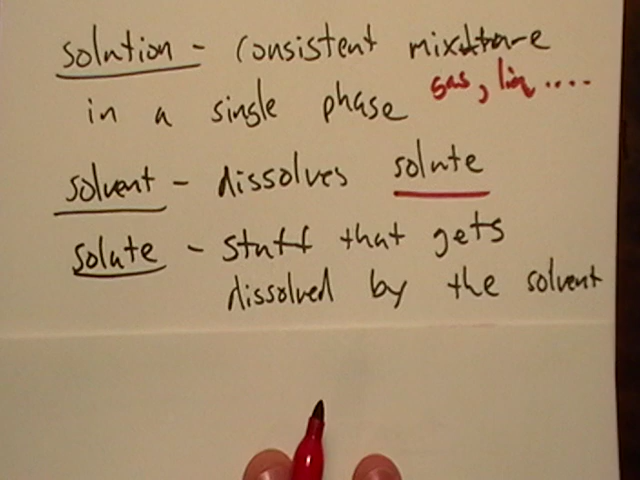 solution - consistent mixture
in a single phase gas, liq....
solvent - dissolves solute
solute - stuff that gets
dissolved by the solvent